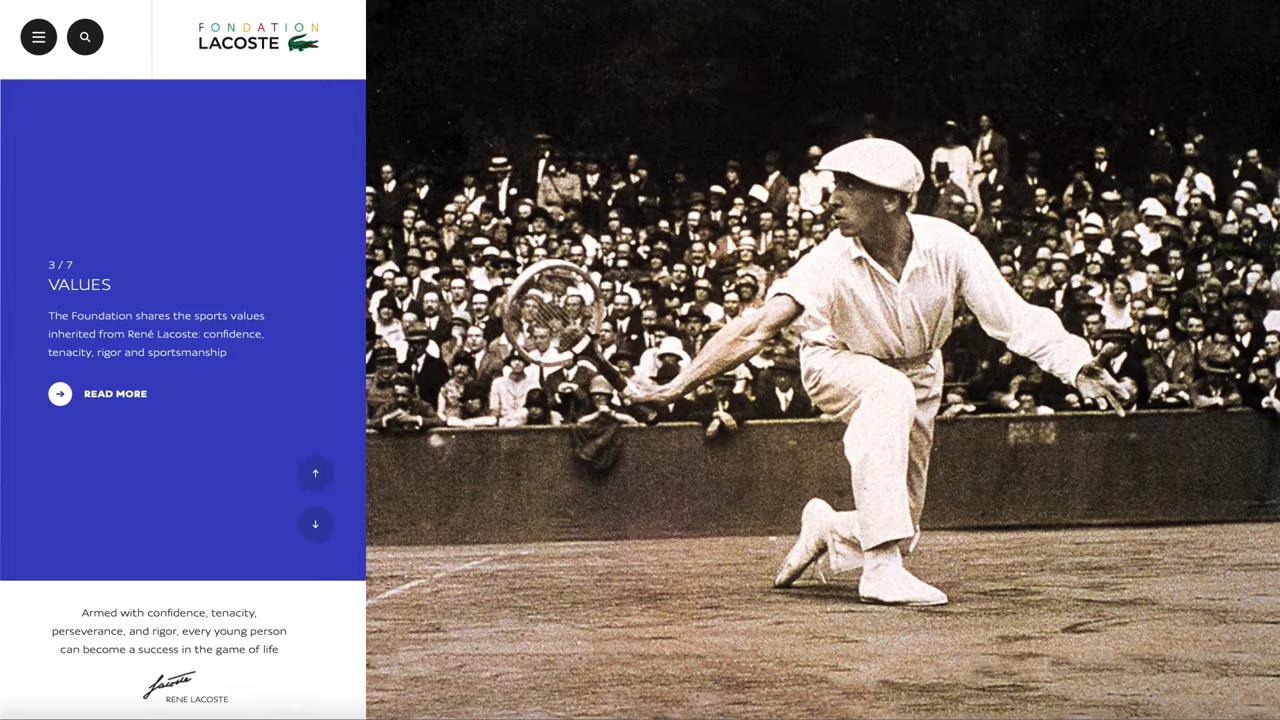 FONDATION
LACOSTE
3 / 7
VALUES
The Foundation shares the sports values
inherited from René Lacoste: confidence,
tenacity, rigor and sportsmanship
READ MORE
Armed with confidence, tenacity,
perseverance, and rigor, every young person
can become a success in the game of life
Lacoste
RENE LACOSTE